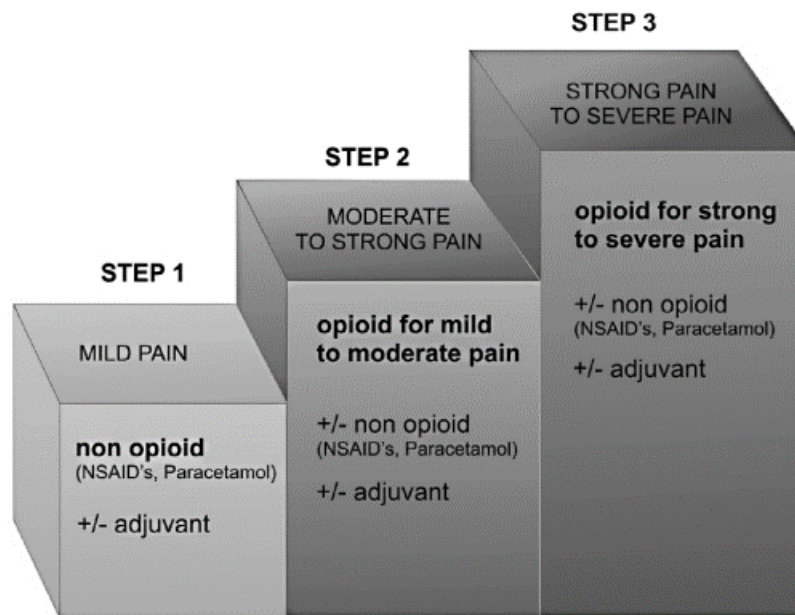 STEP 1
MILD PAIN
non opioid
(NSAID's, Paracetamol)
+/- adjuvant
STEP 2
MODERATE
TO STRONG PAIN
opioid for mild
to moderate pain
+/- non opioid
(NSAID's, Paracetamol)
+/- adjuvant
STEP 3
STRONG PAIN
TO SEVERE PAIN
opioid for strong
to severe pain
+/- non opioid
(NSAID's, Paracetamol)
+/- adjuvant